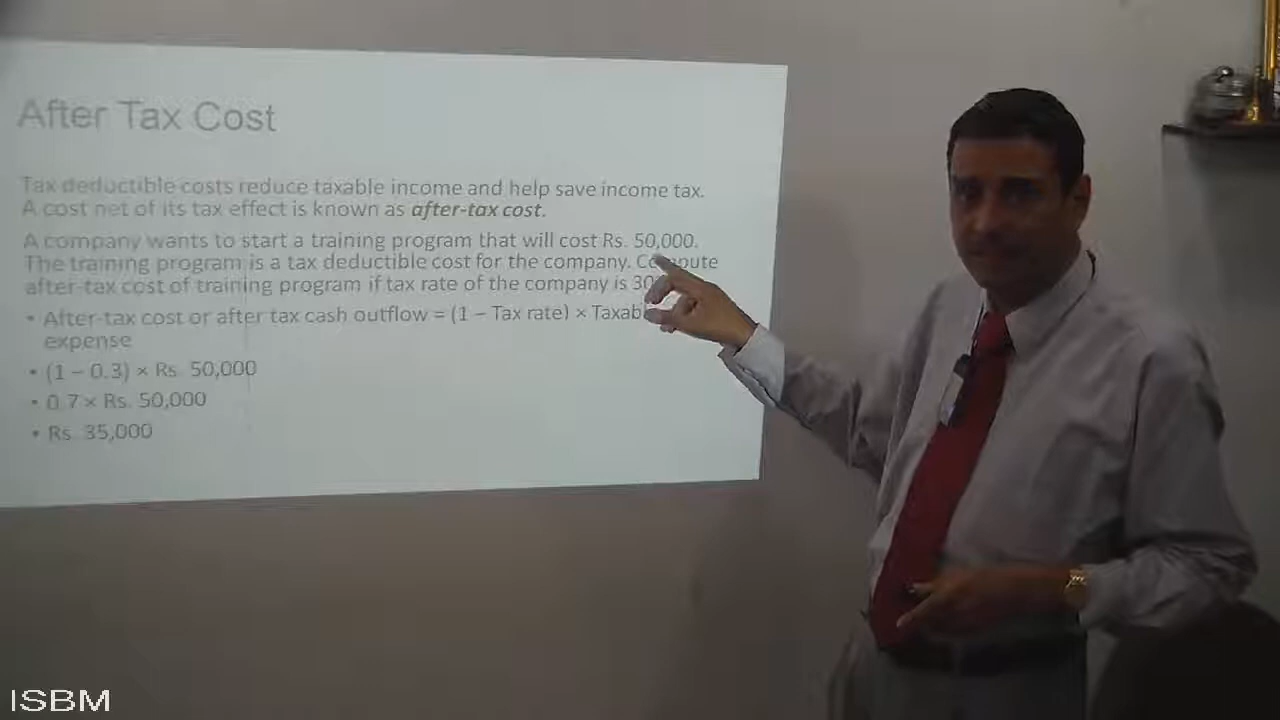 After Tax Cost
Tax deductible costs reduce taxable income and help save income tax.
A cost net of its tax effect is known as after-tax cost.
A company wants to start a training program that will cost Rs. 50,000.
The training program is a tax deductible cost for the company.
after-tax cost of training program if tax rate of the company is
• After-tax cost or after tax cash outflow = (1 – Tax rate) ×
expense
• (1 – 0.3) × Rs. 50,000
• 0.7 × Rs. 50,000
• Rs. 35,000
ISBM